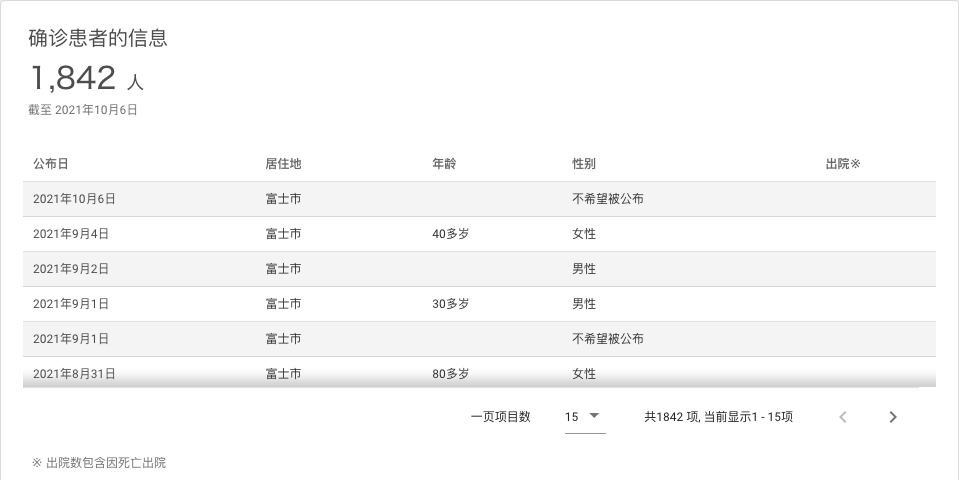 确诊患者的信息
1,842 人
截至 2021年10月6日
公布日 居住地 年龄 性别 出院※
2021年10月6日 富士市 不希望被公布
2021年9月4日 富士市 40多岁 女性
2021年9月2日 富士市 男性
2021年9月1日 富士市 30多岁 男性
2021年9月1日 富士市 不希望被公布
2021年8月31日 富士市 80多岁 女性
一页项目数 15 共1842 项, 当前显示1 - 15项
※ 出院数包含因死亡出院